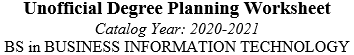 Unofficial Degree Planning Worksheet
Catalog Year: 2020-2021
BS in BUSINESS INFORMATION TECHNOLOGY